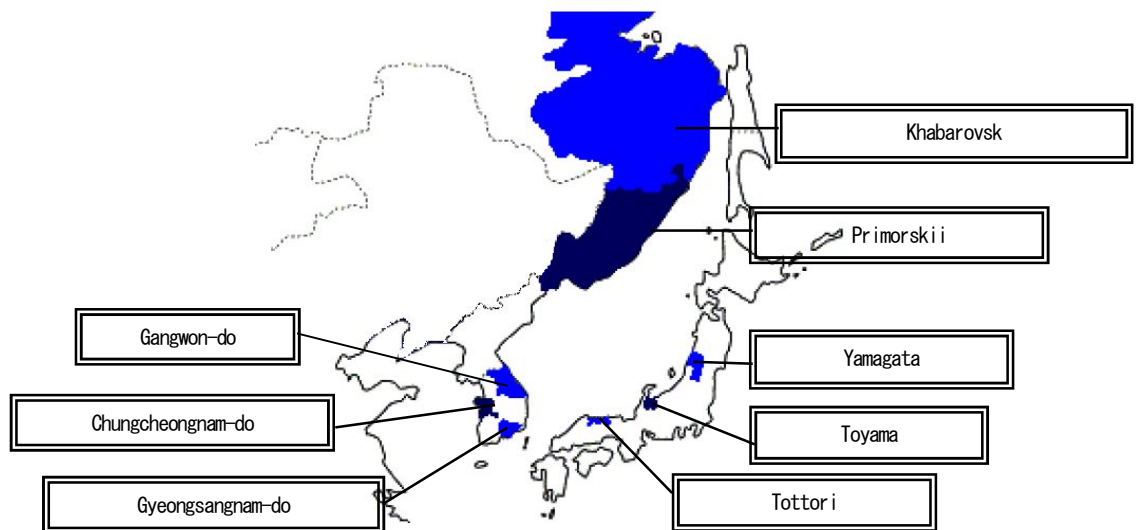 Khabarovsk
Primorskii
Gangwon-do
Yamagata
Chungcheongnam-do
Toyama
Gyeongsangnam-do
Tottori